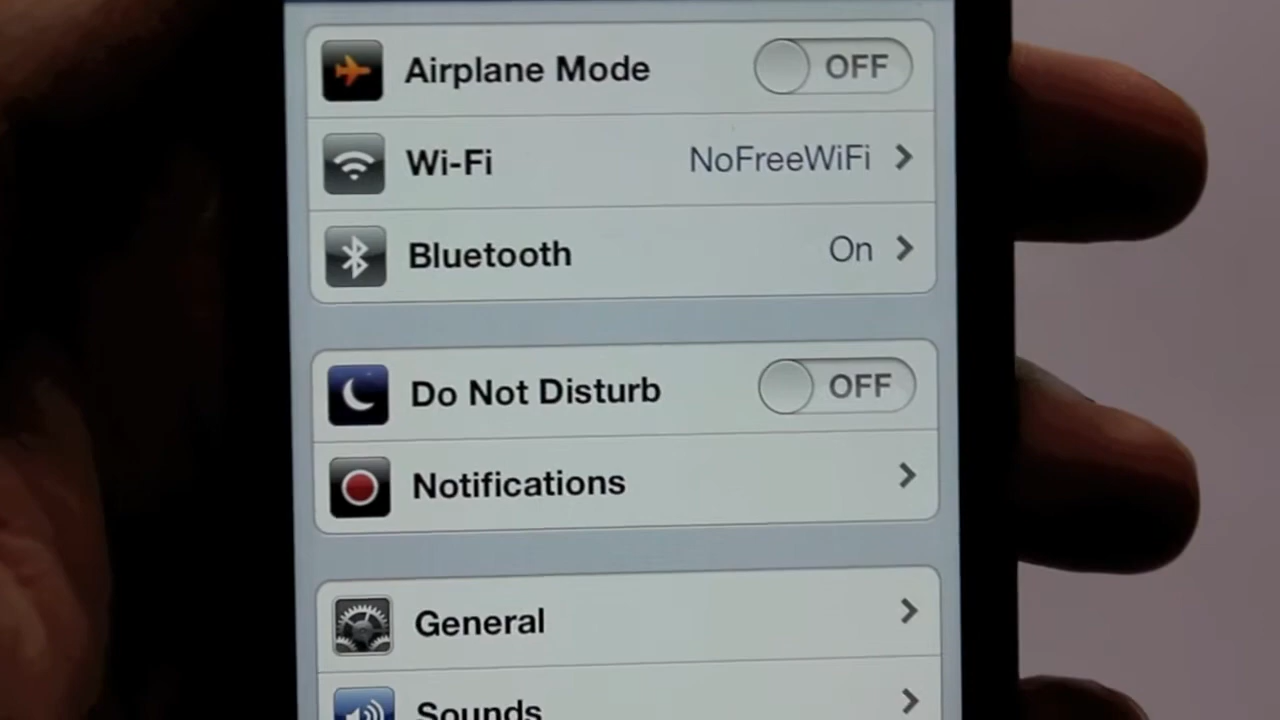 Airplane Mode OFF
Wi-Fi NoFreeWiFi
Bluetooth On
Do Not Disturb OFF
Notifications
General
Sounds